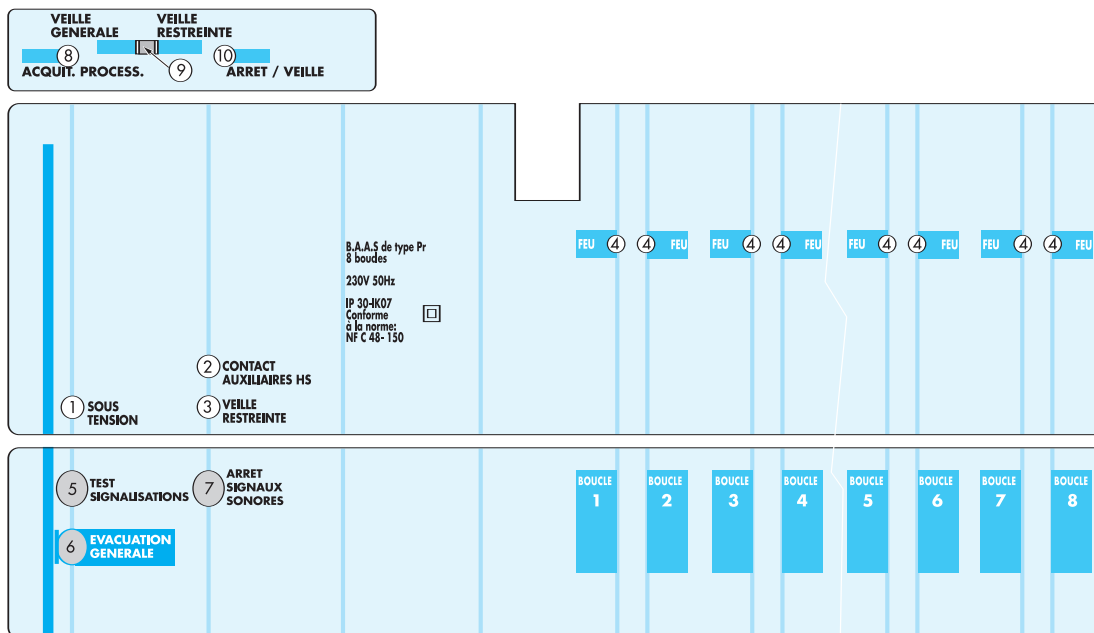 VEILLE GENERALE
VEILLE RESTREINTE
8
9
10
ACQUIT. PROCESS.
ARRET / VEILLE
B.A.A.S de type Pr
8 boucles
230V 50Hz
IP 30-IK07
Conforme
à la norme:
NF C 48-150
FEU 4 4 FEU FEU 4 4 FEU FEU 4 4 FEU FEU 4 4 FEU
2 CONTACT
AUXILIAIRES HS
1 SOUS
TENSION
3 VEILLE
RESTREINTE
5 TEST
SIGNALISATIONS
7 ARRET
SIGNAUX
SONORES
6 EVACUATION
GENERALE
BOUCLE
1
BOUCLE
2
BOUCLE
3
BOUCLE
4
BOUCLE
5
BOUCLE
6
BOUCLE
7
BOUCLE
8